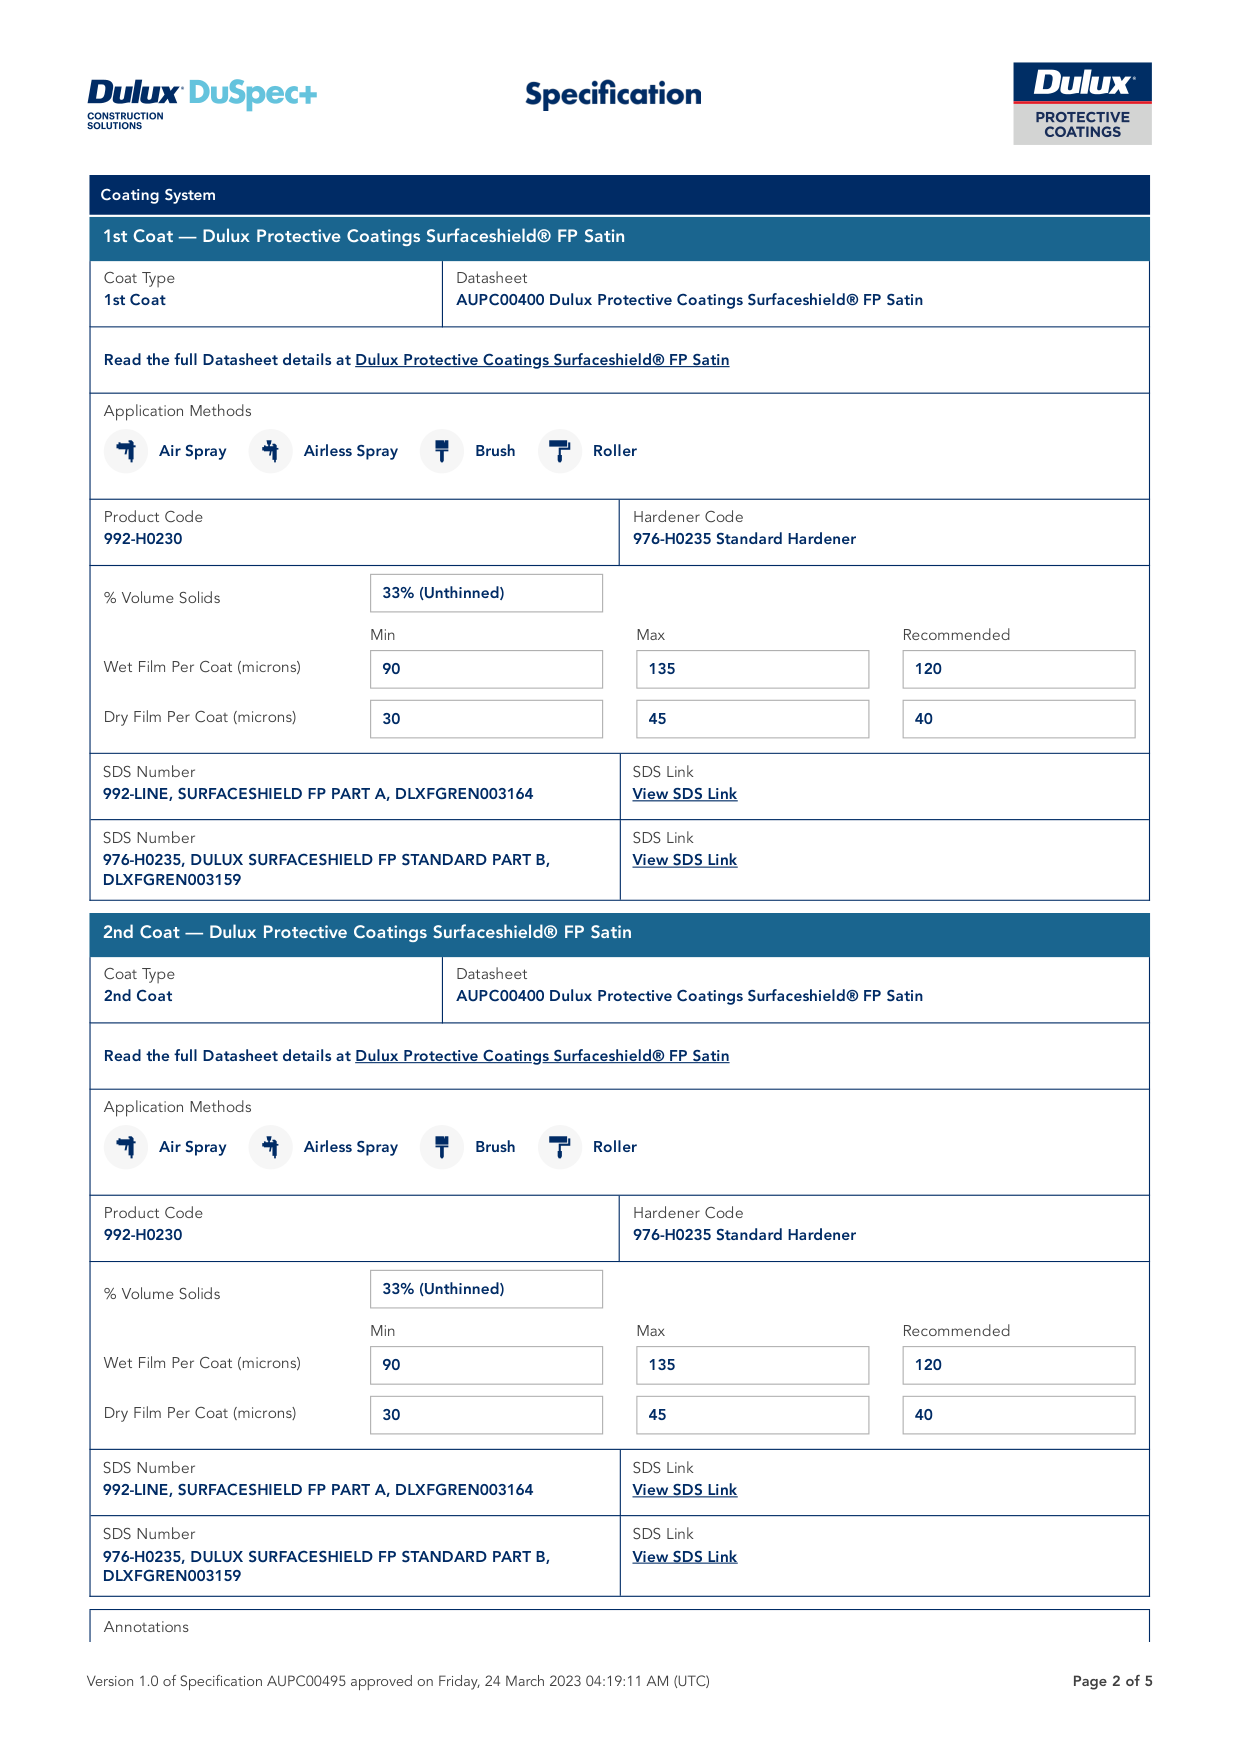 Dulux DuSpec+
CONSTRUCTION
SOLUTIONS
Specification
Dulux
PROTECTIVE
COATINGS
Coating System
1st Coat — Dulux Protective Coatings Surfaceshield® FP Satin
Coat Type
1st Coat
Datasheet
AUPC00400 Dulux Protective Coatings Surfaceshield® FP Satin
Read the full Datasheet details at Dulux Protective Coatings Surfaceshield® FP Satin
Application Methods
Air Spray Airless Spray Brush Roller
Product Code
992-H0230
Hardener Code
976-H0235 Standard Hardener
% Volume Solids 33% (Unthinned)
Min Max Recommended
Wet Film Per Coat (microns) 90 135 120
Dry Film Per Coat (microns) 30 45 40
SDS Number
992-LINE, SURFACESHIELD FP PART A, DLXFGREN003164
SDS Link
View SDS Link
SDS Number
976-H0235, DULUX SURFACESHIELD FP STANDARD PART B,
DLXFGREN003159
SDS Link
View SDS Link
2nd Coat — Dulux Protective Coatings Surfaceshield® FP Satin
Coat Type
2nd Coat
Datasheet
AUPC00400 Dulux Protective Coatings Surfaceshield® FP Satin
Read the full Datasheet details at Dulux Protective Coatings Surfaceshield® FP Satin
Application Methods
Air Spray Airless Spray Brush Roller
Product Code
992-H0230
Hardener Code
976-H0235 Standard Hardener
% Volume Solids 33% (Unthinned)
Min Max Recommended
Wet Film Per Coat (microns) 90 135 120
Dry Film Per Coat (microns) 30 45 40
SDS Number
992-LINE, SURFACESHIELD FP PART A, DLXFGREN003164
SDS Link
View SDS Link
SDS Number
976-H0235, DULUX SURFACESHIELD FP STANDARD PART B,
DLXFGREN003159
SDS Link
View SDS Link
Annotations
Version 1.0 of Specification AUPC00495 approved on Friday, 24 March 2023 04:19:11 AM (UTC)
Page 2 of 5